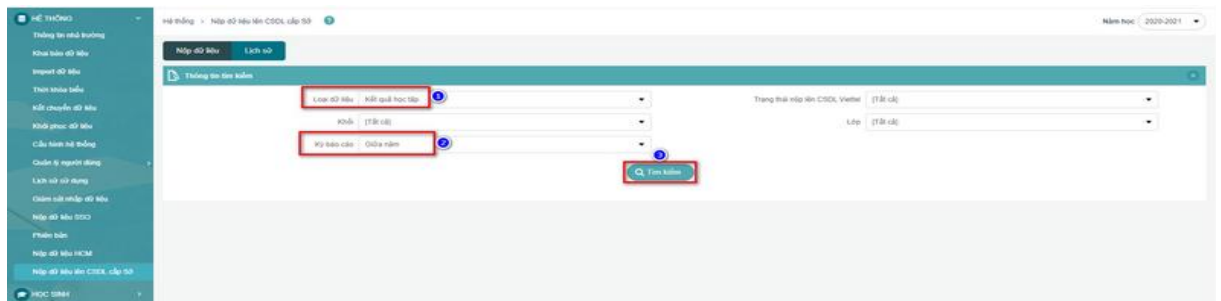 HỆ THỐNG
Thông tin nhà trường
Khai báo dữ liệu
Import dữ liệu
Thời khóa biểu
Kết chuyển dữ liệu
Khôi phục dữ liệu
Cấu hình hệ thống
Quản lý người dùng
Lịch sử sử dụng
Giám sát nhập dữ liệu
Nộp dữ liệu SSO
Phiên bản
Nộp dữ liệu HCM
Nộp dữ liệu lên CSDL cấp Sở
HỌC SINH
Hệ thống > Nộp dữ liệu lên CSDL cấp Sở ?
Năm học 2020-2021
Nộp dữ liệu Lịch sử
Thông tin tìm kiếm
Loại dữ liệu Kết quả học tập 1 Trạng thái nộp lên CSDL Viettel [Tất cả]
Khối [Tất cả] Lớp [Tất cả]
Kỳ báo cáo Giữa năm 2
3
Tìm kiếm